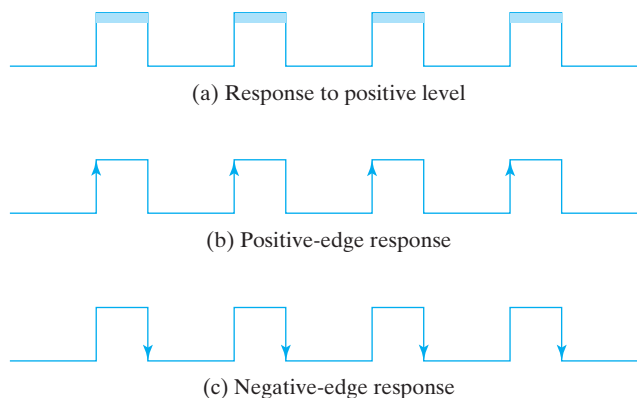 (a) Response to positive level
(b) Positive-edge response
(c) Negative-edge response